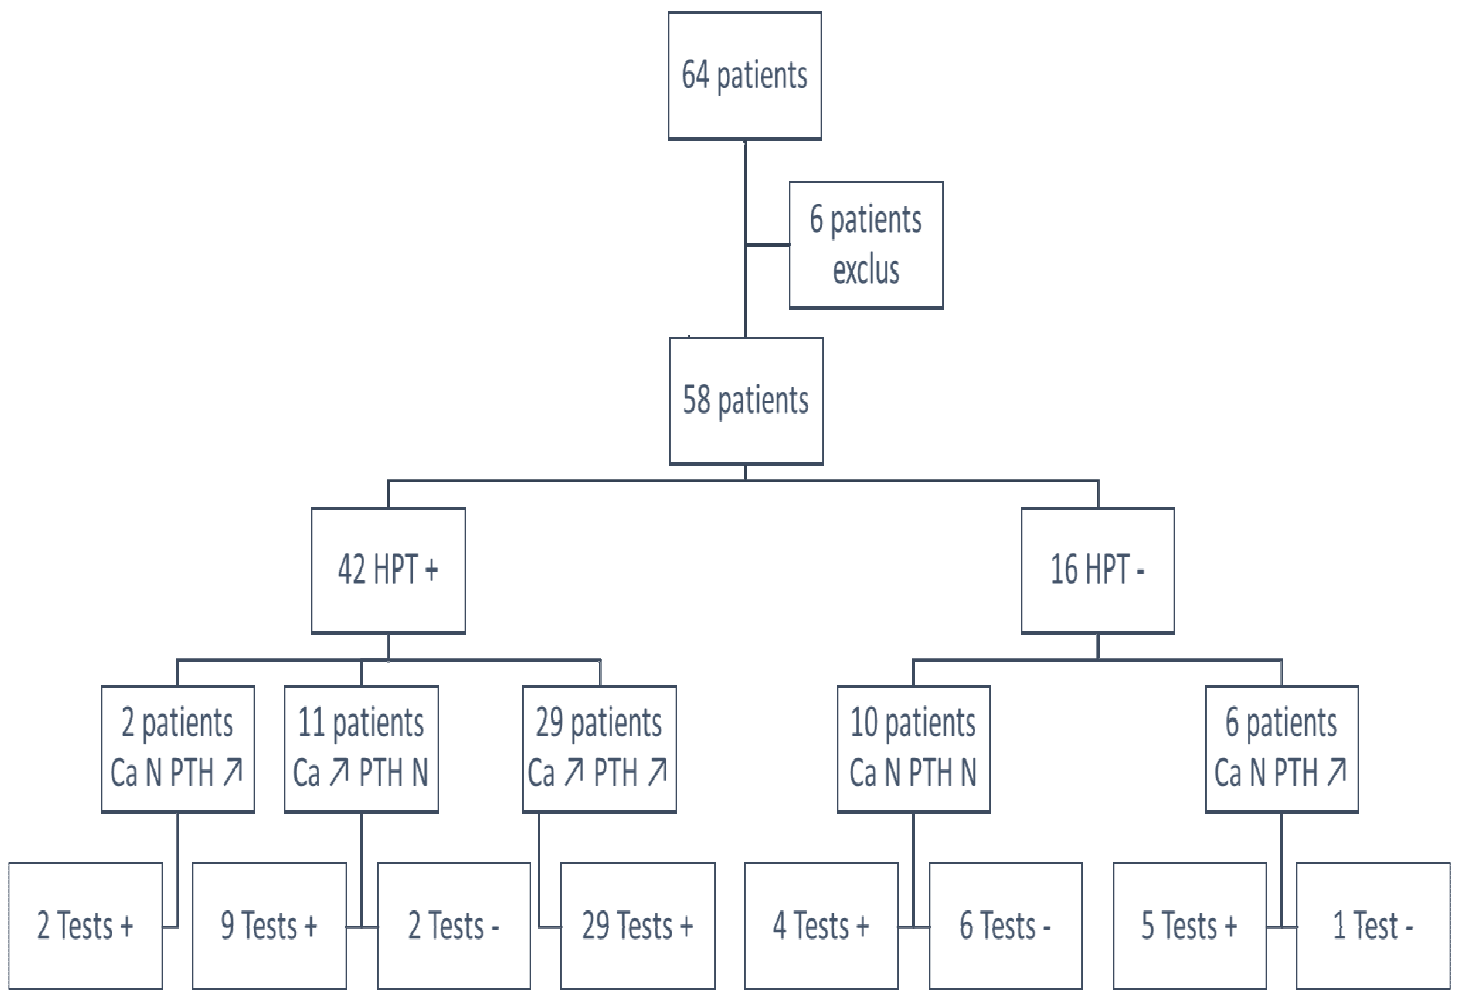 64 patients
6 patients
exclus
58 patients
42 HPT +
16 HPT -
2 patients
Ca N PTH ↗
11 patients
Ca ↗ PTH N
29 patients
Ca ↗ PTH ↗
10 patients
Ca N PTH N
6 patients
Ca N PTH ↗
2 Tests +
9 Tests +
2 Tests -
29 Tests +
4 Tests +
6 Tests -
5 Tests +
1 Test -